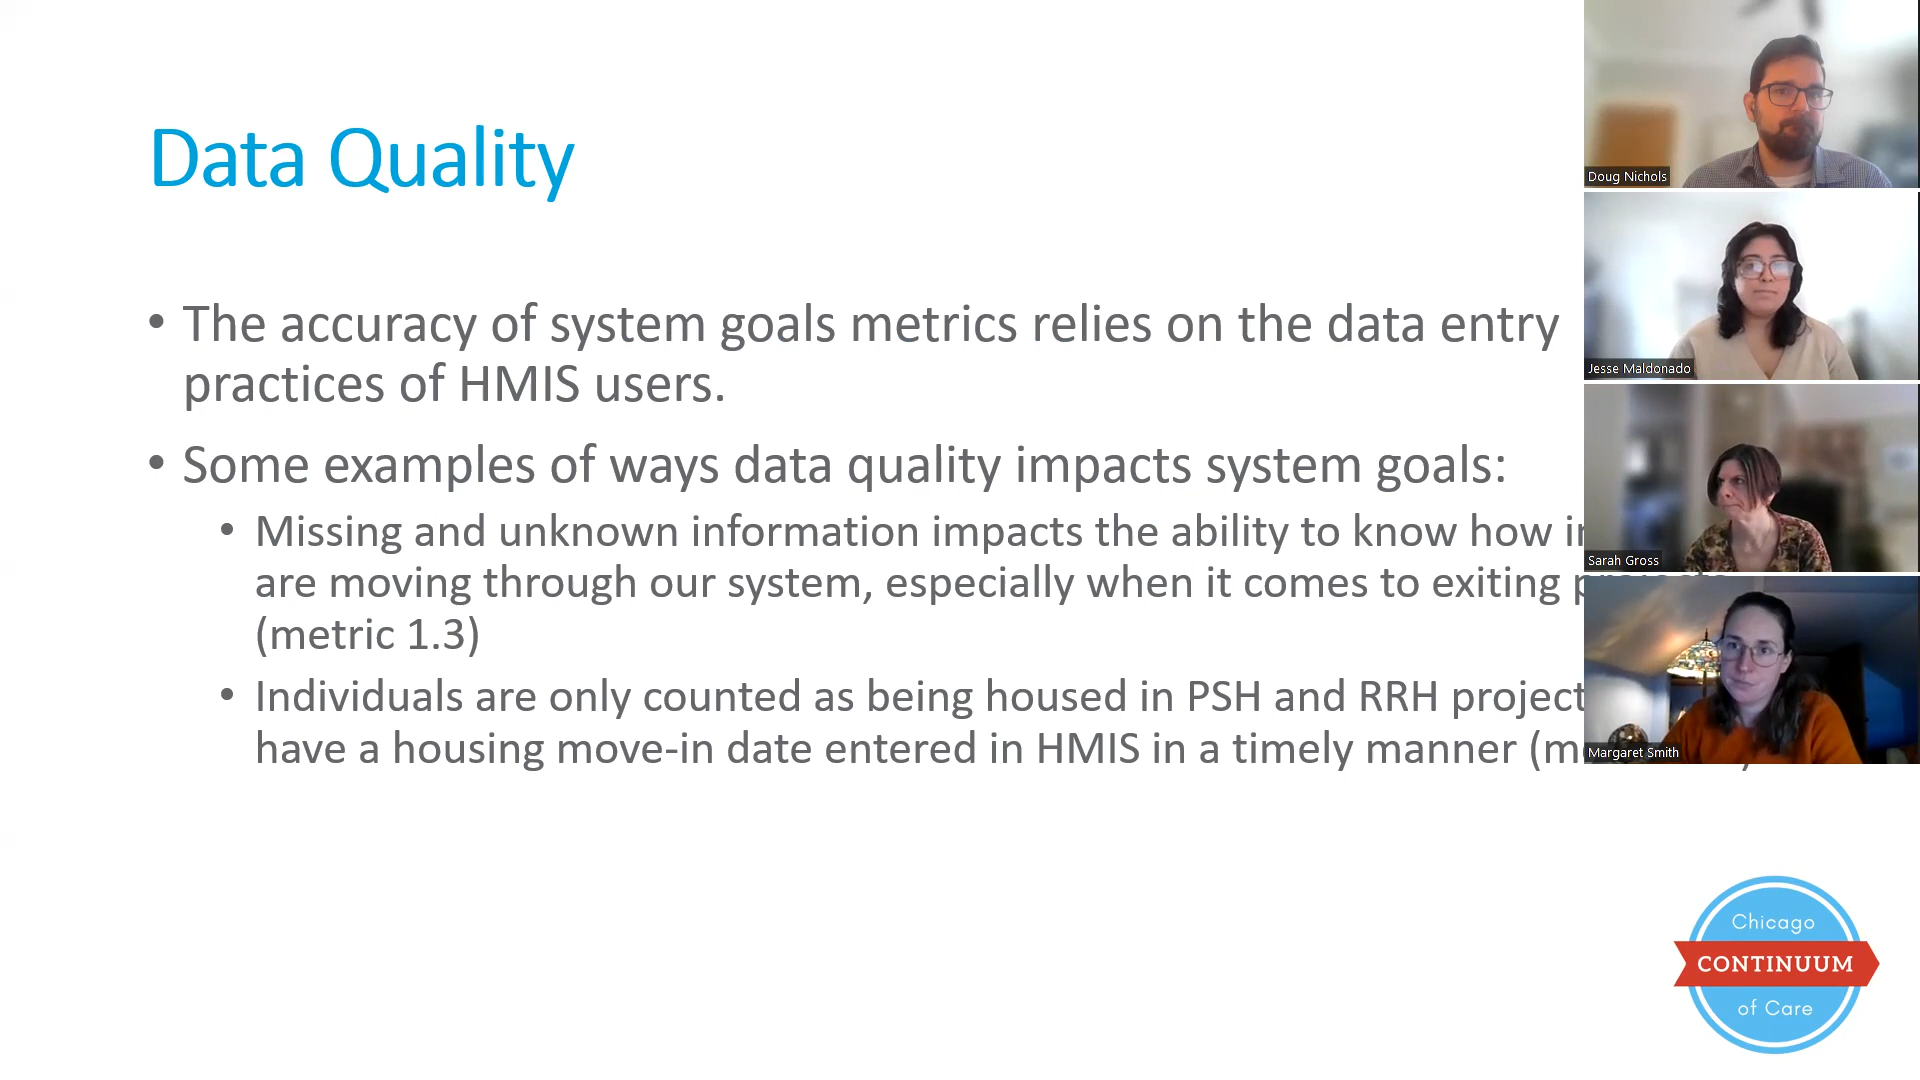 Data Quality
• The accuracy of system goals metrics relies on the data entry
practices of HMIS users.
• Some examples of ways data quality impacts system goals:
• Missing and unknown information impacts the ability to know how
are moving through our system, especially when it comes to exiting
(metric 1.3)
• Individuals are only counted as being housed in PSH and RRH project
have a housing move-in date entered in HMIS in a timely manner
Doug Nichols
Jesse Maldonado
Sarah Gross
Margaret Smith
Chicago
CONTINUUM
of Care